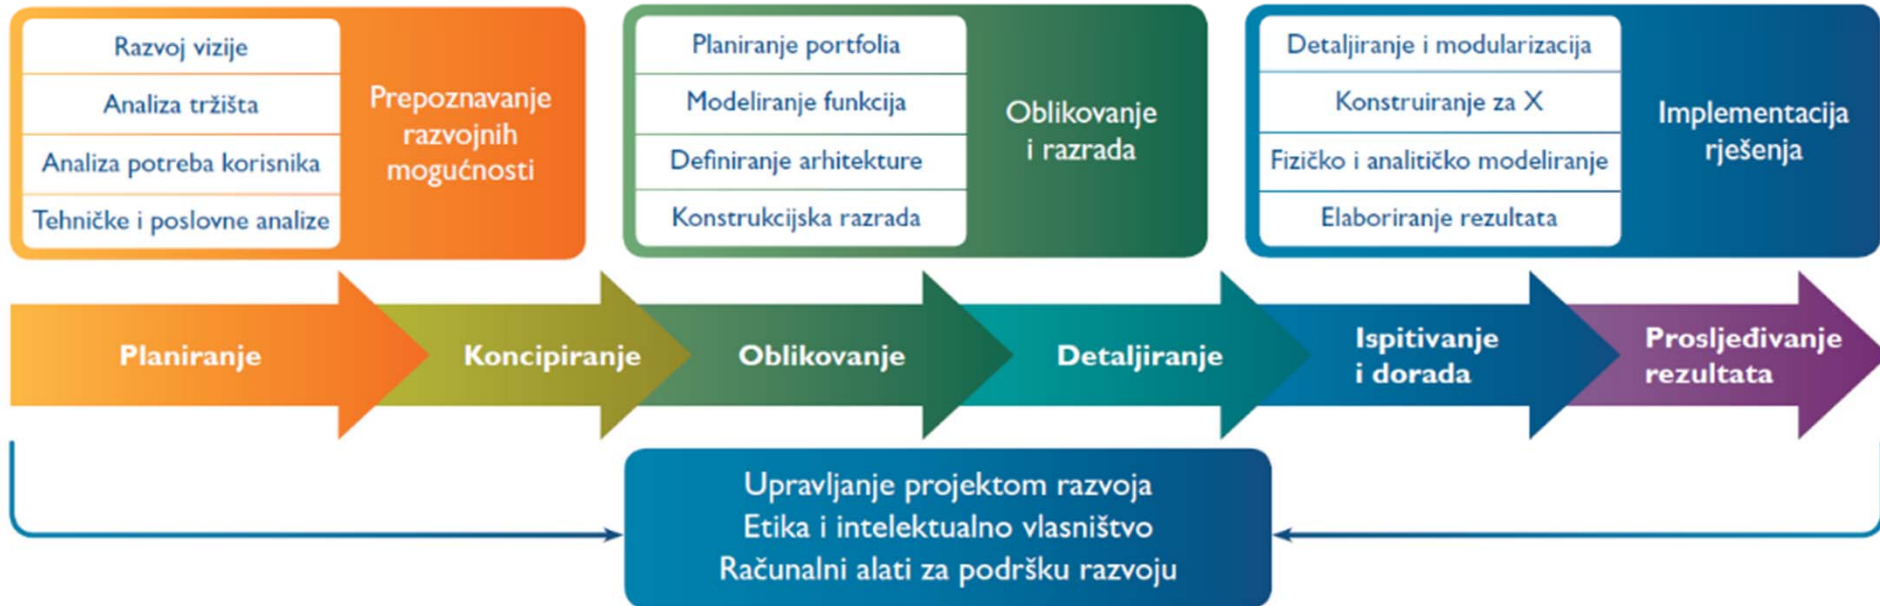 Razvoj vizije
Analiza tržišta
Analiza potreba korisnika
Tehničke i poslovne analize
Prepoznavanje
razvojnih
mogućnosti
Planiranje portfolia
Modeliranje funkcija
Definiranje arhitekture
Konstrukcijska razrada
Oblikovanje
i razrada
Detaljiranje i modularizacija
Konstruiranje za X
Fizičko i analitičko modeliranje
Elaboriranje rezultata
Implementacija
rješenja
Planiranje
Koncipiranje
Oblikovanje
Detaljiranje
Ispitivanje
i dorada
Prosljeđivanje
rezultata
Upravljanje projektom razvoja
Etika i intelektualno vlasništvo
Računalni alati za podršku razvoju